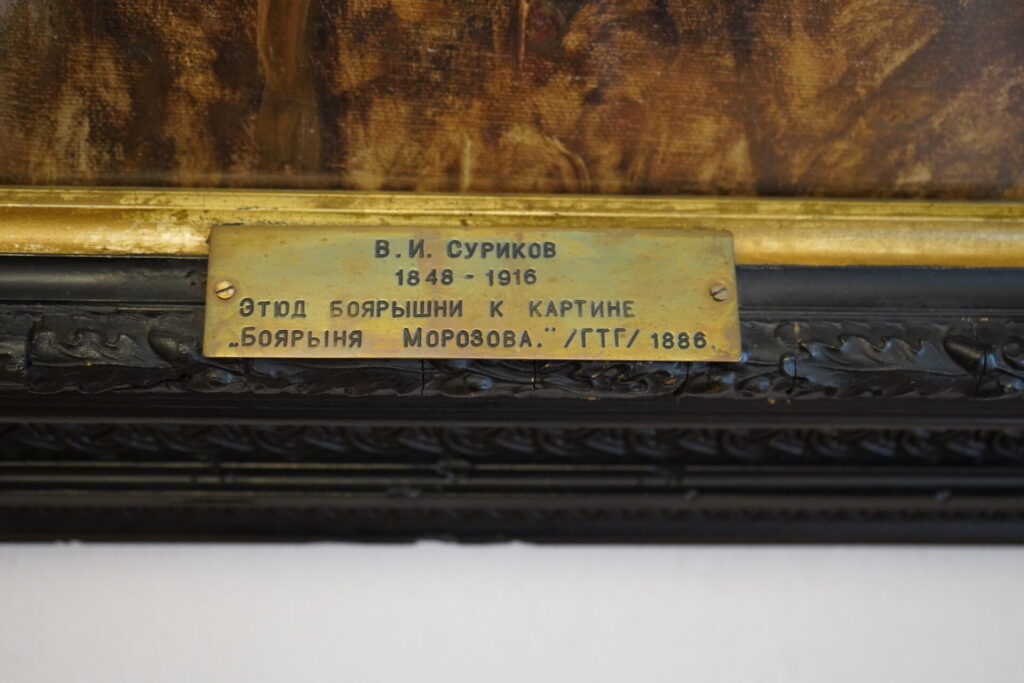 В.И. Суриков
1848 - 1916
Этюд боярышни к картине
„Боярыня Морозова." /ГТГ/ 1886.